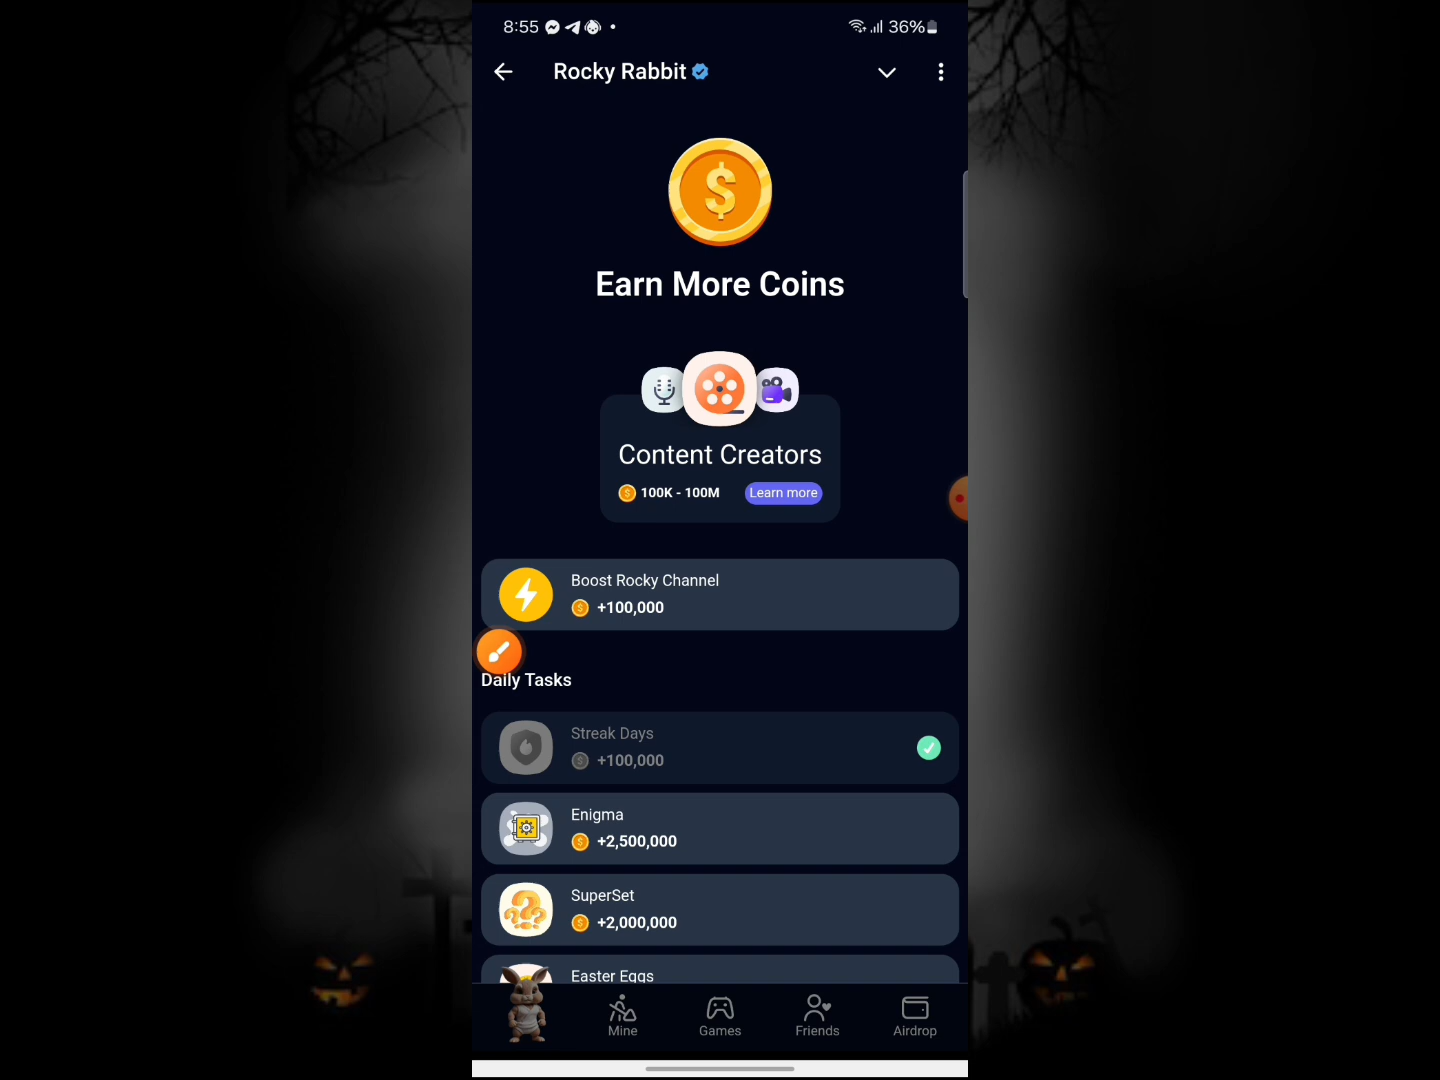 8:55
36%
Rocky Rabbit
Earn More Coins
Content Creators
100K - 100M
Learn more
Boost Rocky Channel
+100,000
Daily Tasks
Streak Days
+100,000
Enigma
+2,500,000
SuperSet
+2,000,000
Easter Eggs
Mine
Games
Friends
Airdrop